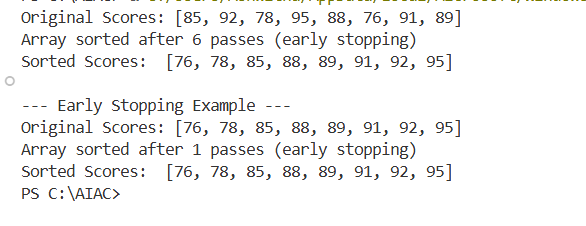 Original Scores: [85, 92, 78, 95, 88, 76, 91, 89]
Array sorted after 6 passes (early stopping)
Sorted Scores:  [76, 78, 85, 88, 89, 91, 92, 95]
--- Early Stopping Example ---
Original Scores: [76, 78, 85, 88, 89, 91, 92, 95]
Array sorted after 1 passes (early stopping)
Sorted Scores:  [76, 78, 85, 88, 89, 91, 92, 95]
PS C:\AIAC>